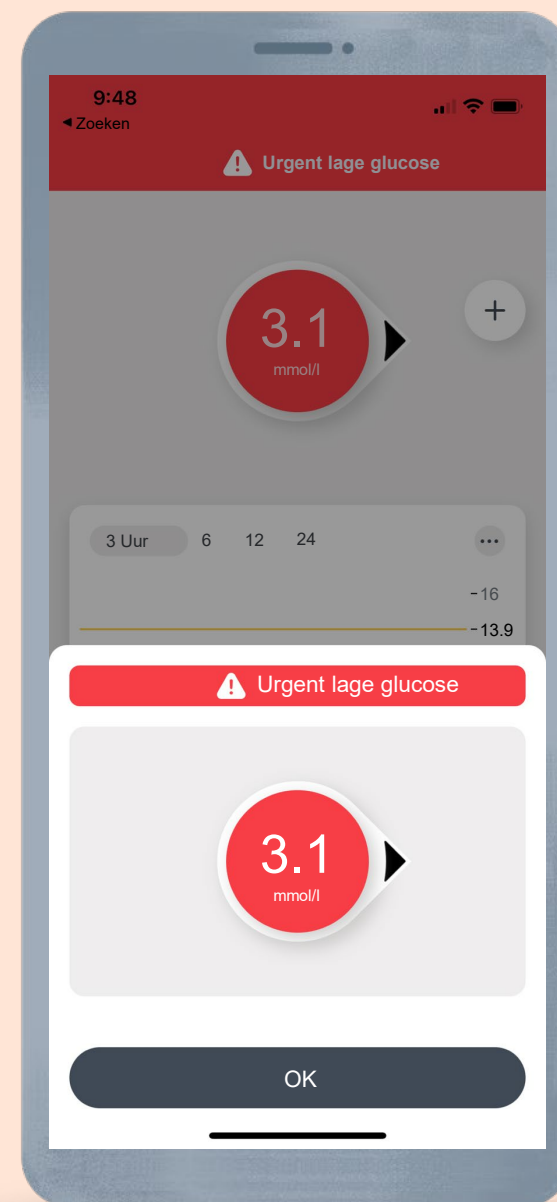 9:48
◀ Zoeken
Urgent lage glucose
3.1
mmol/l
+
3 Uur 6 12 24 ...
16
13.9
Urgent lage glucose
3.1
mmol/l
OK